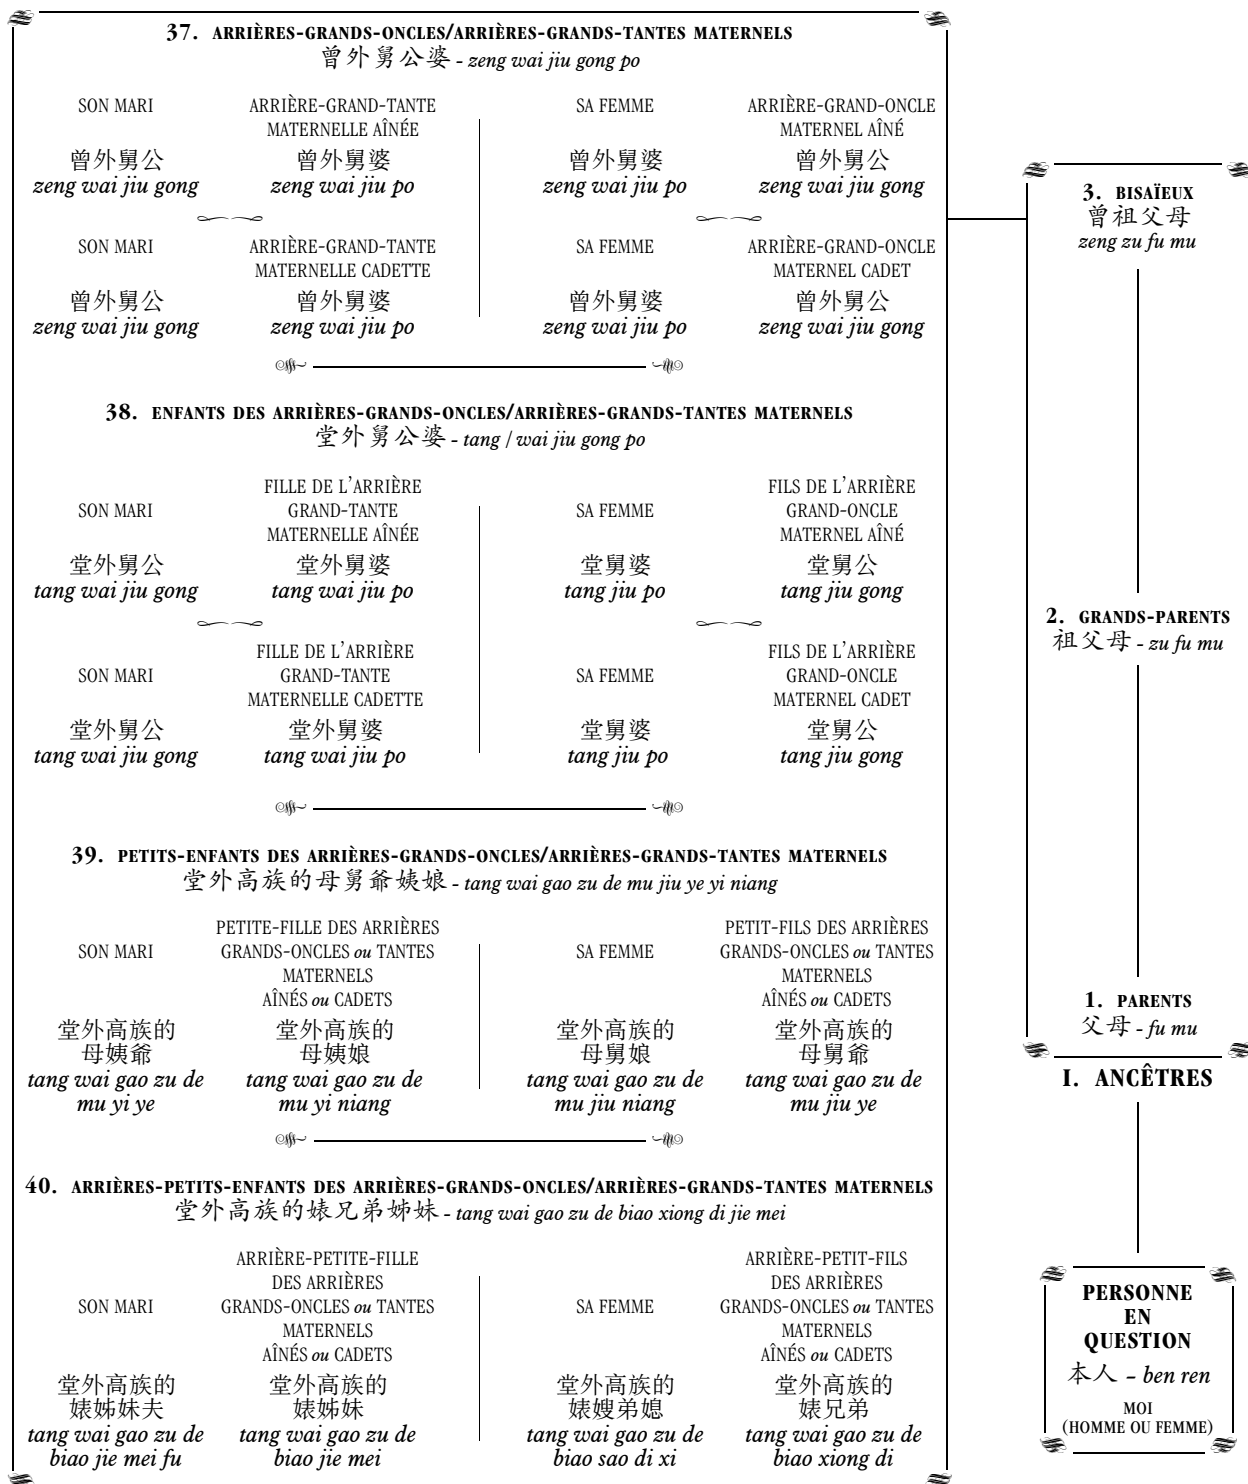 37. ARRIÈRES-GRANDS-ONCLES/ARRIÈRES-GRANDS-TANTES MATERNELS
曾外舅公婆 - zeng wai jiu gong po
SON MARI
曾外舅公
zeng wai jiu gong
ARRIÈRE-GRAND-TANTE
MATERNELLE AÎNÉE
曾外舅婆
zeng wai jiu po
SA FEMME
曾外舅婆
zeng wai jiu po
ARRIÈRE-GRAND-ONCLE
MATERNEL AÎNÉ
曾外舅公
zeng wai jiu gong
SON MARI
曾外舅公
zeng wai jiu gong
ARRIÈRE-GRAND-TANTE
MATERNELLE CADETTE
曾外舅婆
zeng wai jiu po
SA FEMME
曾外舅婆
zeng wai jiu po
ARRIÈRE-GRAND-ONCLE
MATERNEL CADET
曾外舅公
zeng wai jiu gong
38. ENFANTS DES ARRIÈRES-GRANDS-ONCLES/ARRIÈRES-GRANDS-TANTES MATERNELS
堂外舅公婆 - tang / wai jiu gong po
SON MARI
堂外舅公
tang wai jiu gong
FILLE DE L'ARRIÈRE
GRAND-TANTE
MATERNELLE AÎNÉE
堂外舅婆
tang wai jiu po
SA FEMME
堂舅婆
tang jiu po
FILS DE L'ARRIÈRE
GRAND-ONCLE
MATERNEL AÎNÉ
堂舅公
tang jiu gong
SON MARI
堂外舅公
tang wai jiu gong
FILLE DE L'ARRIÈRE
GRAND-TANTE
MATERNELLE CADETTE
堂外舅婆
tang wai jiu po
SA FEMME
堂舅婆
tang jiu po
FILS DE L'ARRIÈRE
GRAND-ONCLE
MATERNEL CADET
堂舅公
tang jiu gong
39. PETITS-ENFANTS DES ARRIÈRES-GRANDS-ONCLES/ARRIÈRES-GRANDS-TANTES MATERNELS
堂外高族的母舅爺姨娘 - tang wai gao zu de mu jiu ye yi niang
SON MARI
堂外高族的
母姨爺
tang wai gao zu de
mu yi ye
PETITE-FILLE DES ARRIÈRES
GRANDS-ONCLES ou TANTES
MATERNELS
AÎNÉS ou CADETS
堂外高族的
母姨娘
tang wai gao zu de
mu yi niang
SA FEMME
堂外高族的
母舅娘
tang wai gao zu de
mu jiu niang
PETIT-FILS DES ARRIÈRES
GRANDS-ONCLES ou TANTES
MATERNELS
AÎNÉS ou CADETS
堂外高族的
母舅爺
tang wai gao zu de
mu jiu ye
40. ARRIÈRES-PETITS-ENFANTS DES ARRIÈRES-GRANDS-ONCLES/ARRIÈRES-GRANDS-TANTES MATERNELS
堂外高族的婊兄弟姊妹 - tang wai gao zu de biao xiong di jie mei
SON MARI
堂外高族的
婊姊妹夫
tang wai gao zu de
biao jie mei fu
ARRIÈRE-PETITE-FILLE
DES ARRIÈRES
GRANDS-ONCLES ou TANTES
MATERNELS
AÎNÉS ou CADETS
堂外高族的
婊姊妹
tang wai gao zu de
biao jie mei
SA FEMME
堂外高族的
婊嫂弟媳
tang wai gao zu de
biao sao di xi
ARRIÈRE-PETIT-FILS
DES ARRIÈRES
GRANDS-ONCLES ou TANTES
MATERNELS
AÎNÉS ou CADETS
堂外高族的
婊兄弟
tang wai gao zu de
biao xiong di
3. BISAÏEUX
曾祖父母
zeng zu fu mu
2. GRANDS-PARENTS
祖父母 - zu fu mu
1. PARENTS
父母 - fu mu
I. ANCÊTRES
PERSONNE
EN
QUESTION
本人 - ben ren
MOI
(HOMME OU FEMME)